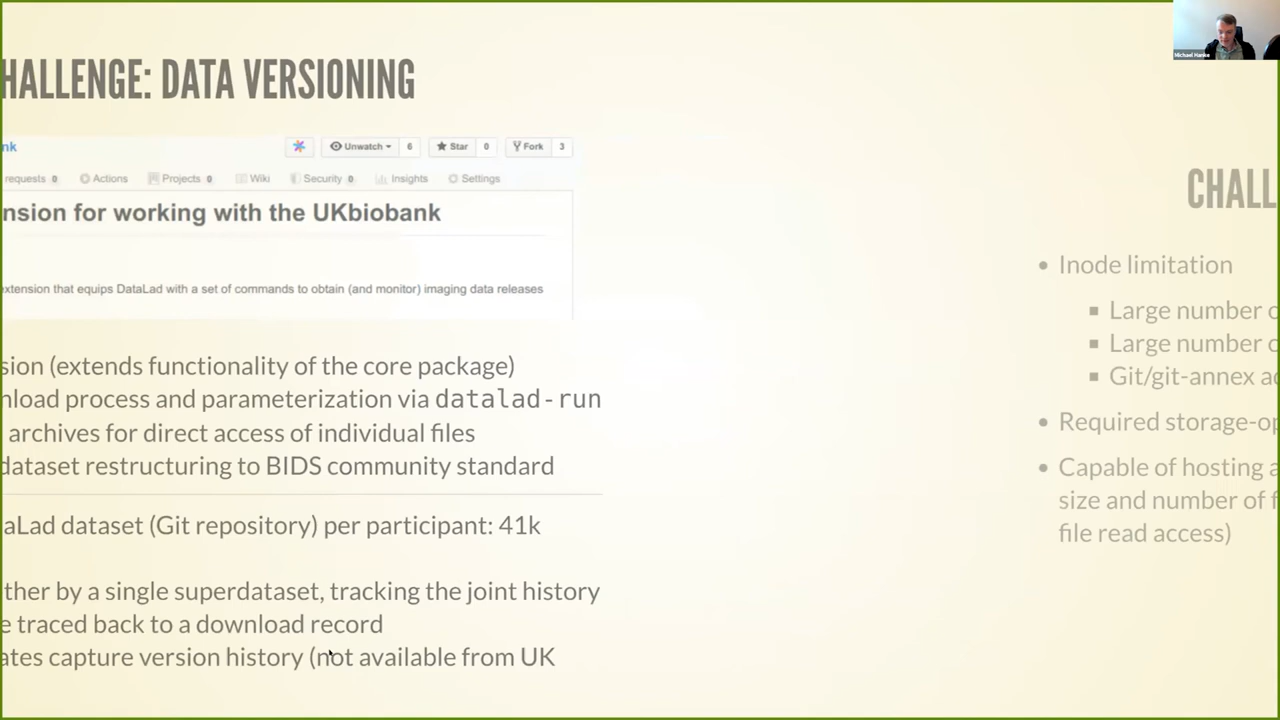 Michael Hanke
HALLENGE: DATA VERSIONING
nk
Unwatch 6 Star 0 Fork 3
requests 0 Actions Projects 0 Wiki Security 0 Insights Settings
nsion for working with the UKbiobank
extension that equips DataLad with a set of commands to obtain (and monitor) imaging data releases
sion (extends functionality of the core package)
nload process and parameterization via datalad-run
archives for direct access of individual files
dataset restructuring to BIDS community standard
aLad dataset (Git repository) per participant: 41k
ther by a single superdataset, tracking the joint history
e traced back to a download record
ates capture version history (not available from UK
CHALL
• Inode limitation
▪ Large number o
▪ Large number o
▪ Git/git-annex ad
• Required storage-op
• Capable of hosting a
size and number of f
file read access)